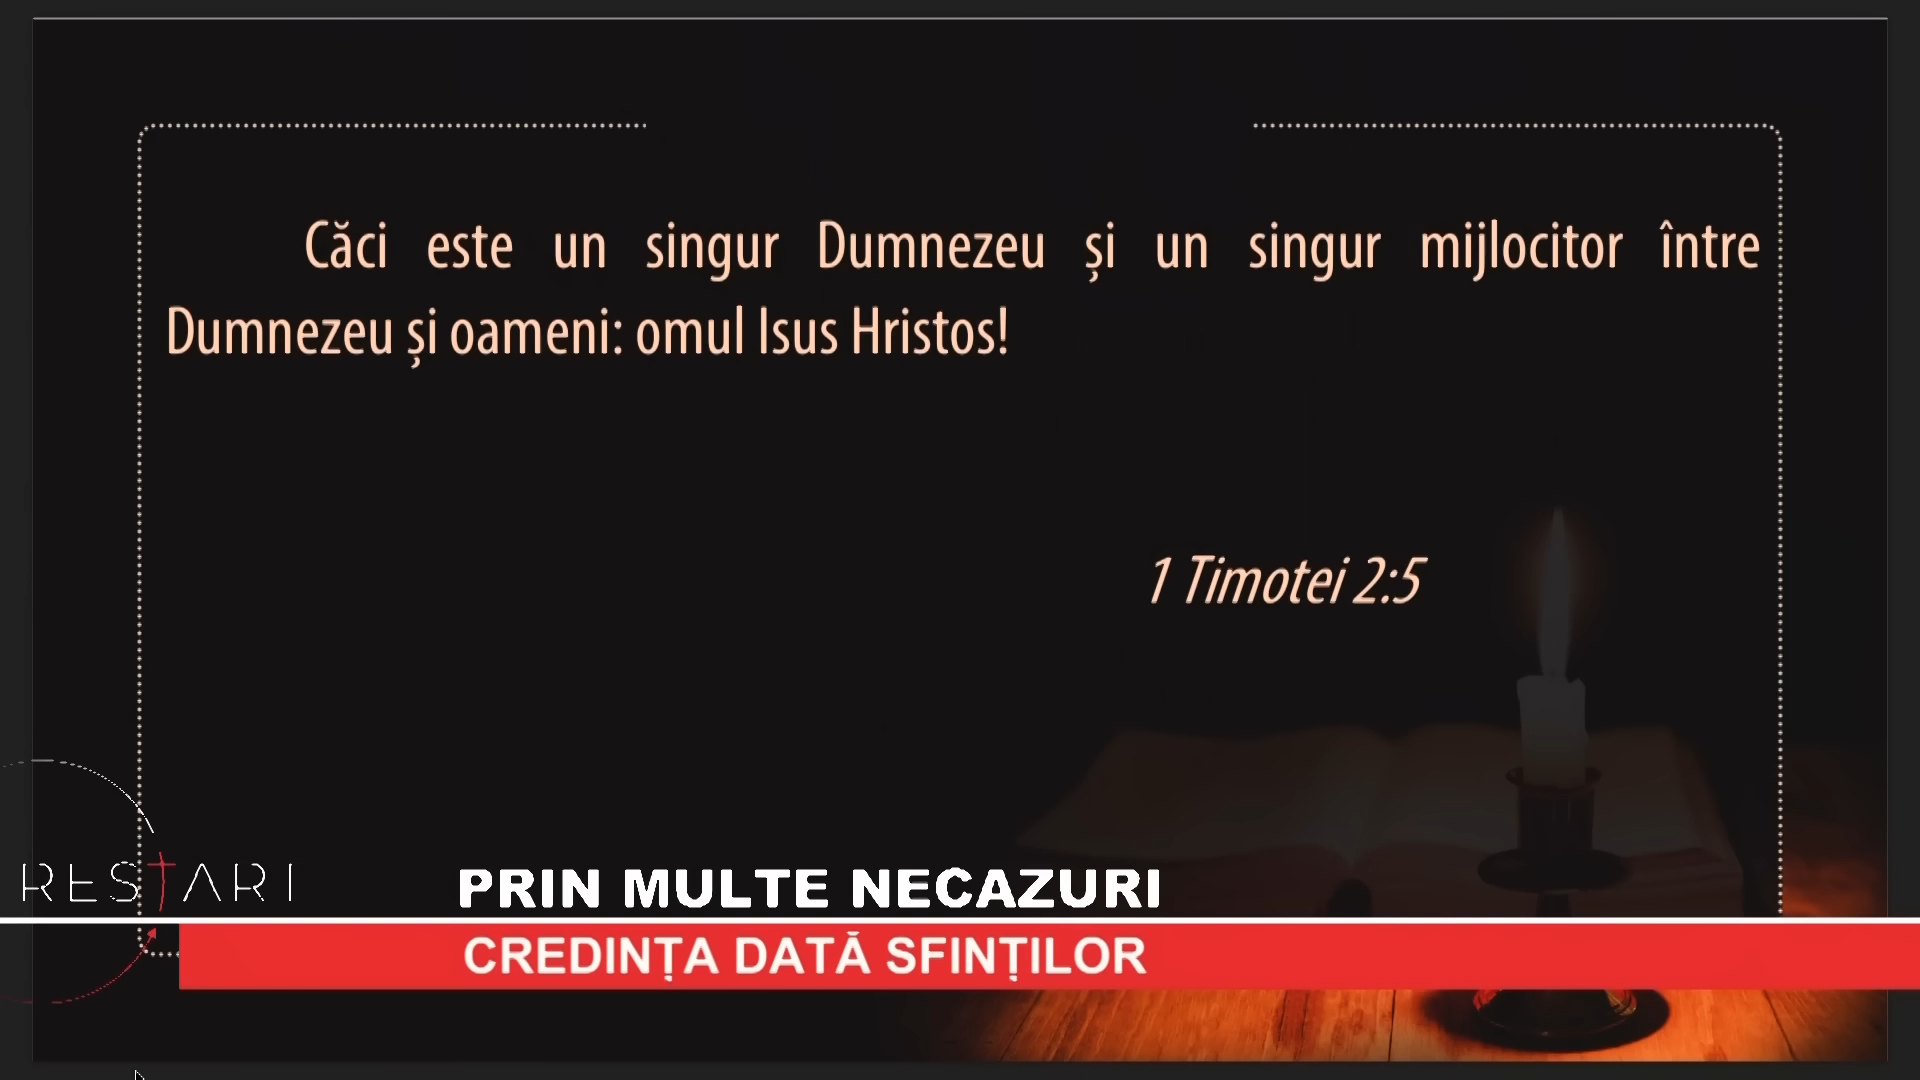 Căci este un singur Dumnezeu și un singur mijlocitor între
Dumnezeu și oameni: omul Isus Hristos!
1 Timotei 2:5
RESTARI
PRIN MULTE NECAZURI
CREDINȚA DATĂ SFINȚILOR